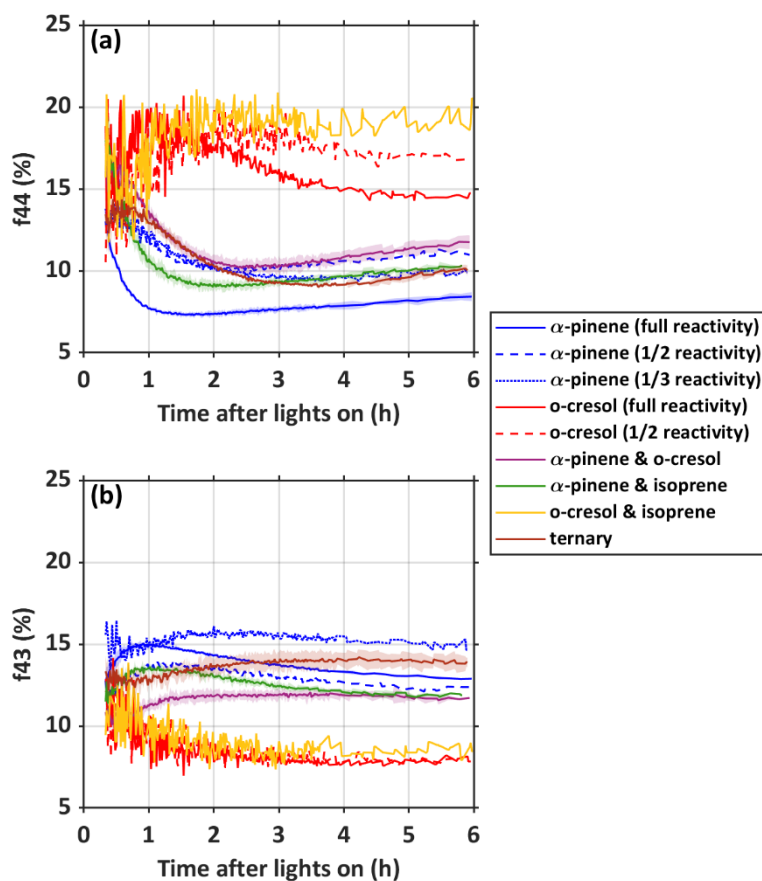 (a)
f44 (%)
25
20
15
10
5
0
1
2
3
4
5
6
Time after lights on (h)
α-pinene (full reactivity)
α-pinene (1/2 reactivity)
α-pinene (1/3 reactivity)
o-cresol (full reactivity)
o-cresol (1/2 reactivity)
α-pinene & o-cresol
α-pinene & isoprene
o-cresol & isoprene
ternary
(b)
f43 (%)
25
20
15
10
5
0
1
2
3
4
5
6
Time after lights on (h)